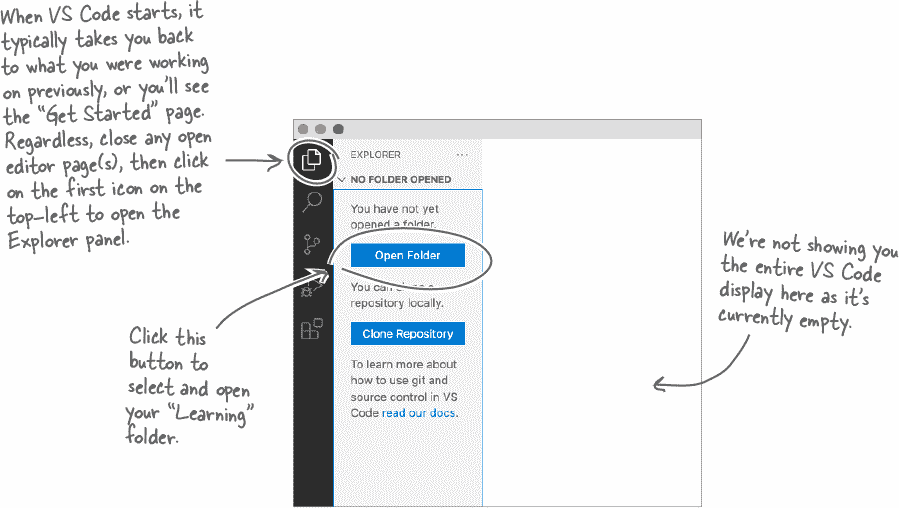 When VS Code starts, it
typically takes you back
to what you were working
on previously, or you'll see
the "Get Started" page.
Regardless, close any open
editor page(s), then click
on the first icon on the
top-left to open the
Explorer panel.
EXPLORER
NO FOLDER OPENED
You have not yet
opened a folder.
Open Folder
You can clone a
repository locally.
Clone Repository
To learn more about
how to use git and
source control in VS
Code read our docs.
Click this
button to
select and open
your "Learning"
folder.
We're not showing you
the entire VS Code
display here as it's
currently empty.